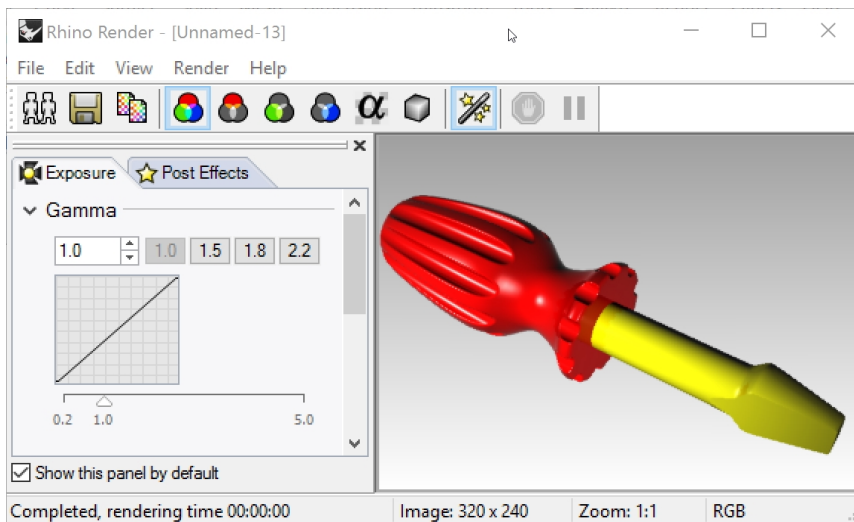 Rhino Render - [Unnamed-13]
File Edit View Render Help
α
Exposure Post Effects
Gamma
1.0 1.0 1.5 1.8 2.2
0.2 1.0 5.0
Show this panel by default
Completed, rendering time 00:00:00 Image: 320 x 240 Zoom: 1:1 RGB